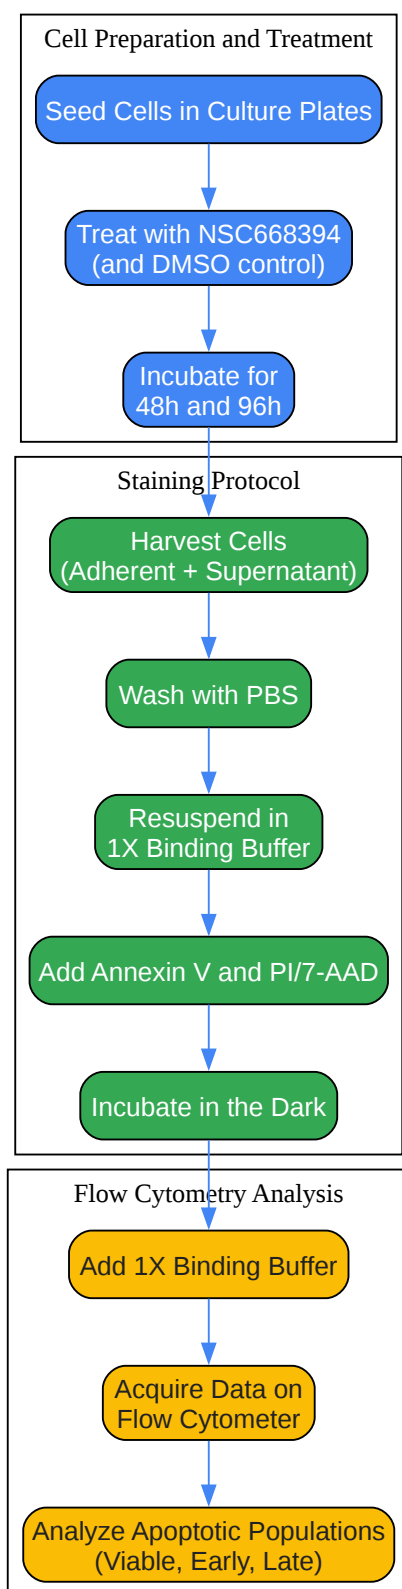 Cell Preparation and Treatment
Seed Cells in Culture Plates
Treat with NSC668394
(and DMSO control)
Incubate for
48h and 96h
Staining Protocol
Harvest Cells
(Adherent + Supernatant)
Wash with PBS
Resuspend in
1X Binding Buffer
Add Annexin V and PI/7-AAD
Incubate in the Dark
Flow Cytometry Analysis
Add 1X Binding Buffer
Acquire Data on
Flow Cytometer
Analyze Apoptotic Populations
(Viable, Early, Late)